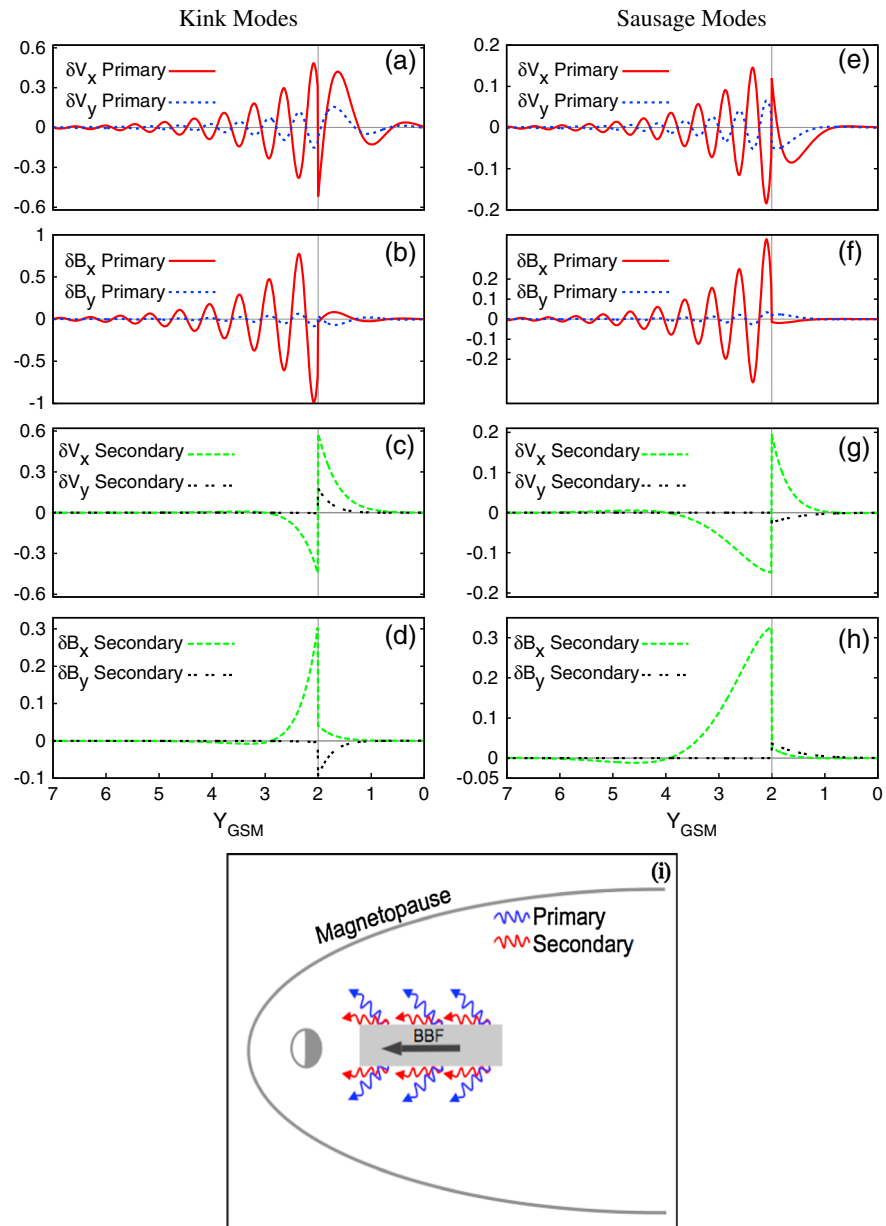 Kink Modes
Sausage Modes
(a)
δVx Primary
δVy Primary
0.6
0.3
0
-0.3
-0.6
(e)
δVx Primary
δVy Primary
0.2
0.1
0
-0.1
-0.2
(b)
δBx Primary
δBy Primary
1
0.5
0
-0.5
-1
(f)
δBx Primary
δBy Primary
0.2
0.1
0
-0.1
-0.2
(c)
δVx Secondary
δVy Secondary
0.6
0.3
0
-0.3
-0.6
(g)
δVx Secondary
δVy Secondary
0.2
0.1
0
-0.1
-0.2
(d)
δBx Secondary
δBy Secondary
0.3
0.2
0.1
0
-0.1
7 6 5 4 3 2 1 0
YGSM
(h)
δBx Secondary
δBy Secondary
0.3
0.2
0.1
0
-0.05
7 6 5 4 3 2 1 0
YGSM
(i)
Magnetopause
Primary
Secondary
BBF